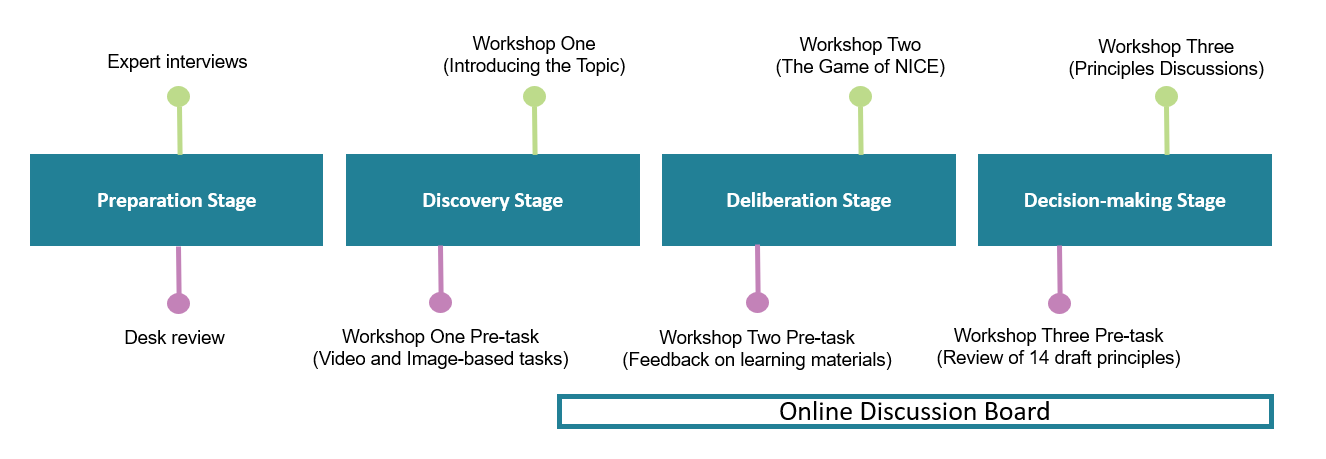 Expert interviews
Workshop One
(Introducing the Topic)
Workshop Two
(The Game of NICE)
Workshop Three
(Principles Discussions)
Preparation Stage
Discovery Stage
Deliberation Stage
Decision-making Stage
Desk review
Workshop One Pre-task
(Video and Image-based tasks)
Workshop Two Pre-task
(Feedback on learning materials)
Workshop Three Pre-task
(Review of 14 draft principles)
Online Discussion Board